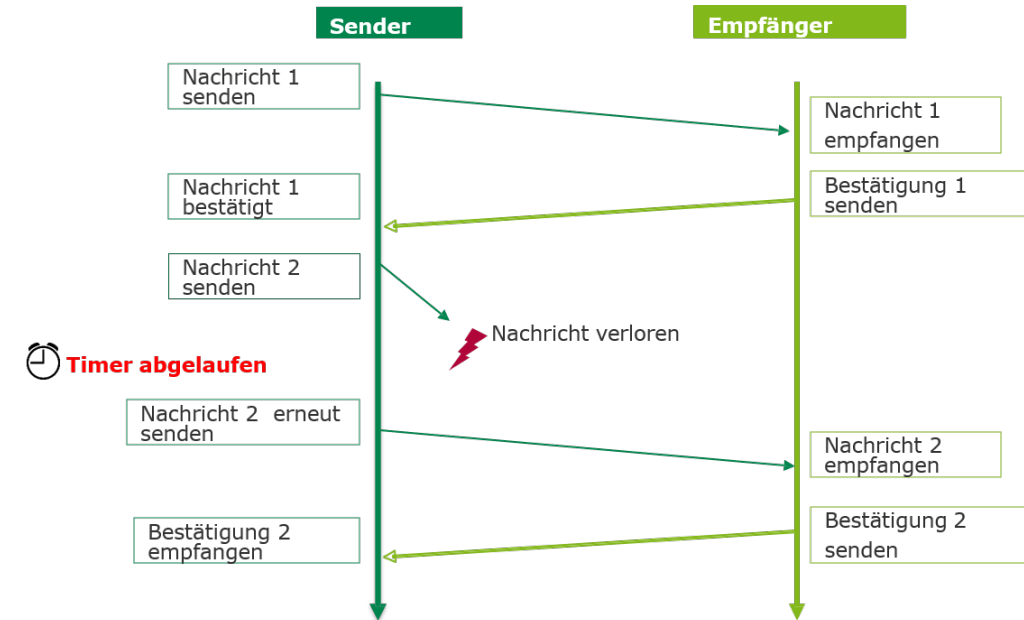 Sender
Empfänger
Nachricht 1
senden
Nachricht 1
empfangen
Nachricht 1
bestätigt
Bestätigung 1
senden
Nachricht 2
senden
Nachricht verloren
Timer abgelaufen
Nachricht 2  erneut
senden
Nachricht 2
empfangen
Bestätigung 2
empfangen
Bestätigung 2
senden